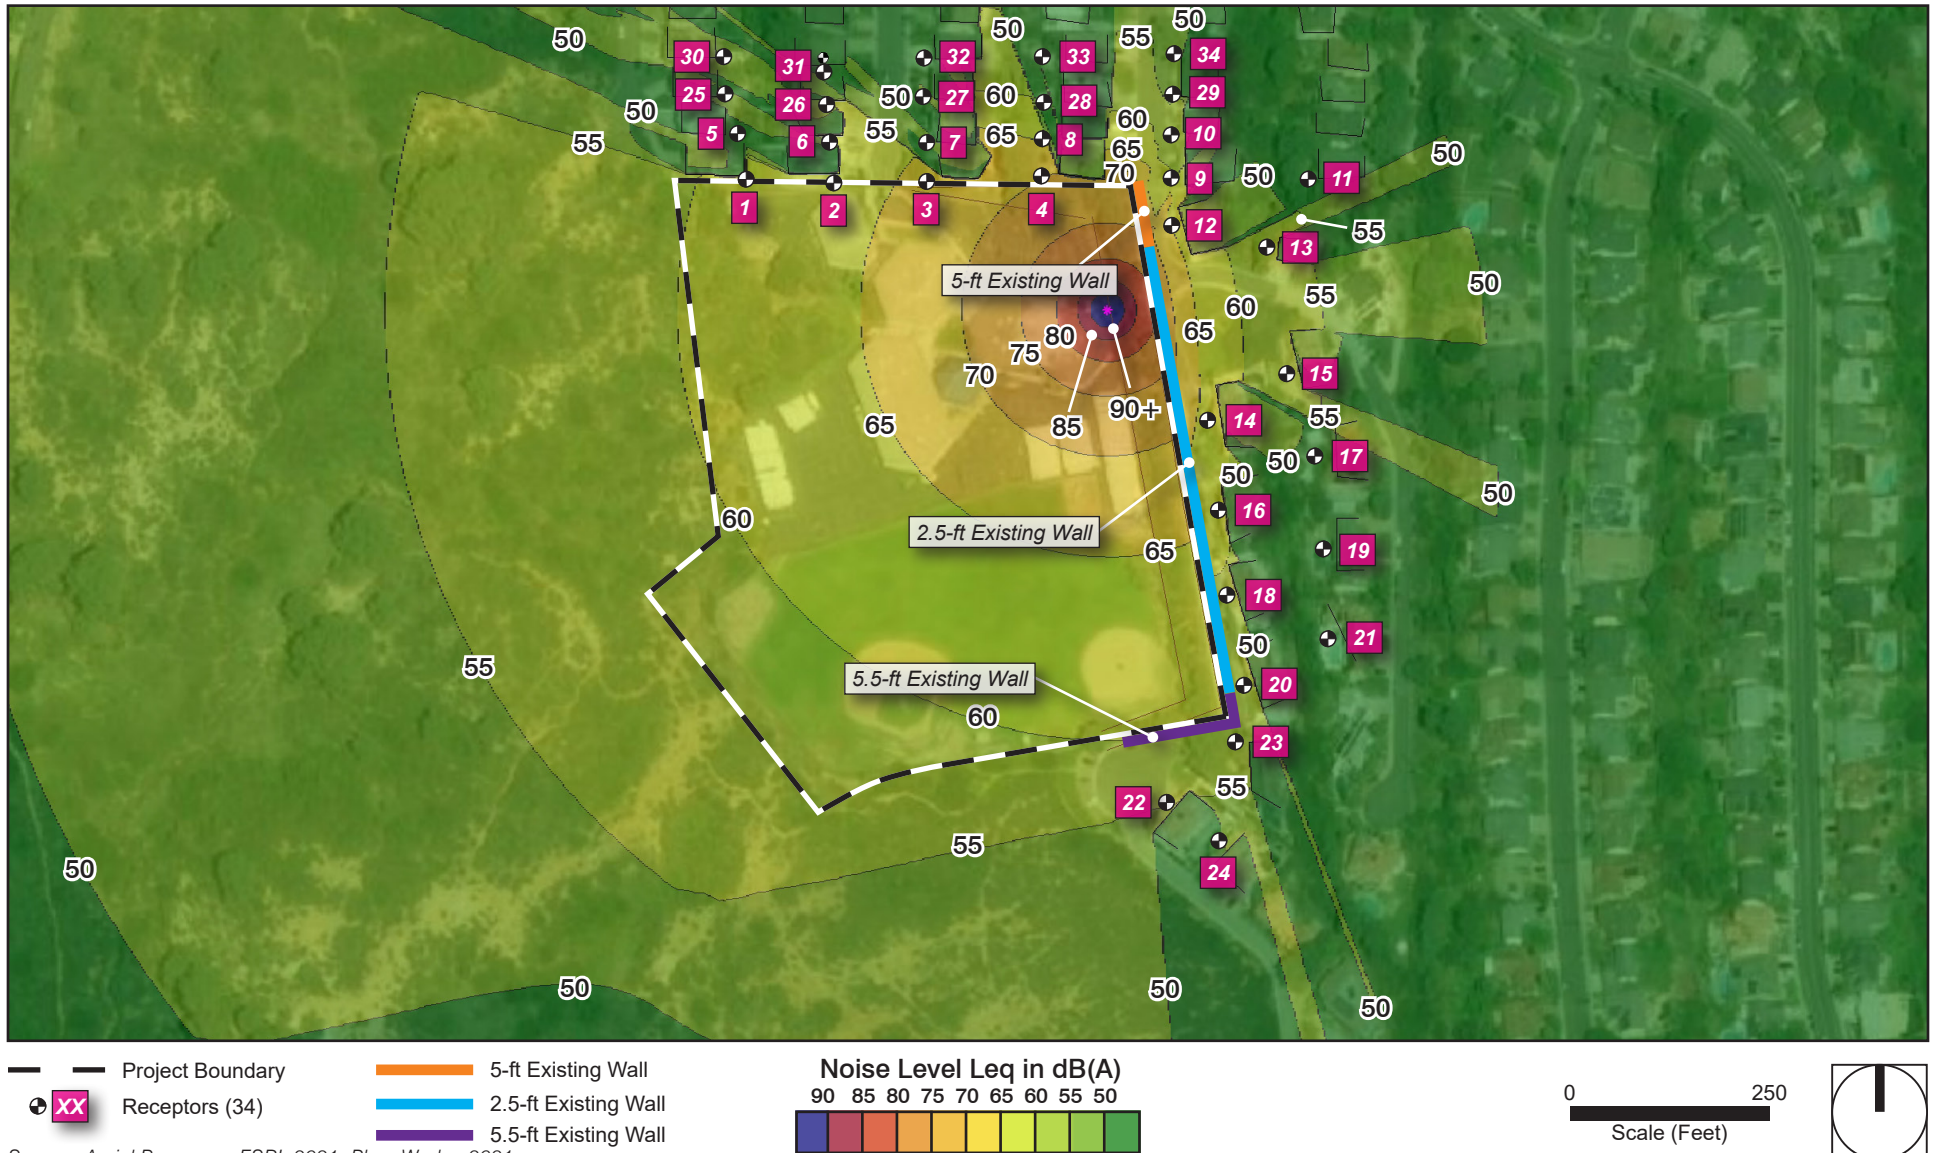 50 55 50
50 30 31 32 33 34
25 26 50 27 60 28 29
50 55 5 6 55 7 65 8 60 65 10
70 9 50 11 50
1 2 3 4 12 55
13
5-ft Existing Wall
50 55 60 65
80 75 70 15
90+ 85 65 14 55
17 50 50 50
16
60 2.5-ft Existing Wall
65 19
18
21 50
55 5.5-ft Existing Wall 20
60 23
55 22
55
50 24
50 50 50
Project Boundary
XX Receptors (34)
5-ft Existing Wall
2.5-ft Existing Wall
5.5-ft Existing Wall
Noise Level Leq in dB(A)
90 85 80 75 70 65 60 55 50
0 250
Scale (Feet)